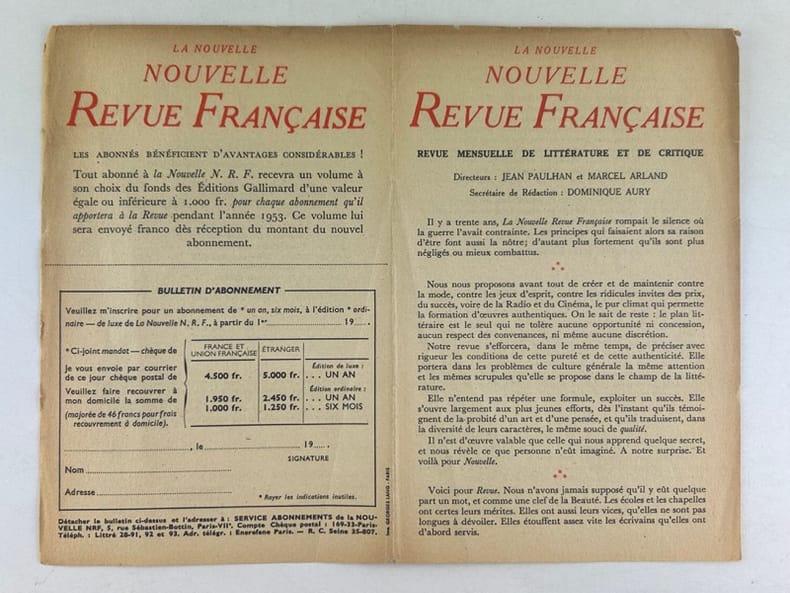 LA NOUVELLE
NOUVELLE
REVUE FRANÇAISE
LES ABONNÉS BÉNÉFICIENT D'AVANTAGES CONSIDÉRABLES !
Tout abonné à la Nouvelle N. R. F. recevra un volume à
son choix du fonds des Éditions Gallimard d'une valeur
égale ou inférieure à 1.000 fr. pour chaque abonnement qu'il
apportera à la Revue pendant l'année 1953. Ce volume lui
sera envoyé franco dès réception du montant du nouvel
abonnement.
BULLETIN D'ABONNEMENT
Veuillez m'inscrire pour un abonnement de * un an, six mois, à l'édition * ordi-
naire — de luxe de La Nouvelle N. R. F., à partir du 1er .......... 19.....
* Ci-joint mandat — chèque de
Je vous envoie par courrier
de ce jour chèque postal de
Veuillez faire recouvrer à
mon domicile la somme de
(majorée de 46 francs pour frais
recouvrement à domicile).
FRANCE ET
UNION FRANÇAISE
ÉTRANGER
Édition de luxe :
4.500 fr. 5.000 fr. ... UN AN
Édition ordinaire :
1.950 fr. 2.450 fr. ... UN AN
1.000 fr. 1.250 fr. ... SIX MOIS
, le 19.....
SIGNATURE
Nom
Adresse
* Rayer les indications inutiles.
Détacher le bulletin ci-dessus et l'adresser à : SERVICE ABONNEMENTS de la NOU-
VELLE NRF, 5, rue Sébastien-Bottin, Paris-VIIe. Compte Chèque postal : 169-33-Paris-
Téléph. : Littré 28-91, 92 et 93. Adr. télégr. : Enerefene Paris. — R. C. Seine 35-807.
Imp. GEORGES LANG - PARIS
LA NOUVELLE
NOUVELLE
REVUE FRANÇAISE
REVUE MENSUELLE DE LITTÉRATURE ET DE CRITIQUE
Directeurs : JEAN PAULHAN et MARCEL ARLAND
Secrétaire de Rédaction : DOMINIQUE AURY
Il y a trente ans, La Nouvelle Revue Française rompait le silence où
la guerre l'avait contrainte. Les principes qui faisaient alors sa raison
d'être font aussi la nôtre; d'autant plus fortement qu'ils sont plus
négligés ou mieux combattus.
Nous nous proposons avant tout de créer et de maintenir contre
la mode, contre les jeux d'esprit, contre les ridicules invites des prix,
du succès, voire de la Radio et du Cinéma, le pur climat qui permette
la formation d'œuvres authentiques. On le sait de reste : le plan lit-
téraire est le seul qui ne tolère aucune opportunité ni concession,
aucun respect des convenances, ni même aucune discrétion.
Notre revue s'efforcera, dans le même temps, de préciser avec
rigueur les conditions de cette pureté et de cette authenticité. Elle
portera dans les problèmes de culture générale la même attention
et les mêmes scrupules qu'elle se propose dans le champ de la litté-
rature.
Elle n'entend pas répéter une formule, exploiter un succès. Elle
s'ouvre largement aux plus jeunes efforts, dès l'instant qu'ils témoi-
gnent de la probité d'un art et d'une pensée, et qu'ils traduisent, dans
la diversité de leurs caractères, le même souci de qualité.
Il n'est d'œuvre valable que celle qui nous apprend quelque secret,
et nous révèle ce que personne n'eût imaginé. A notre surprise. Et
voilà pour Nouvelle.
Voici pour Revue. Nous n'avons jamais supposé qu'il y eût quelque
part un mot, et comme une clef de la Beauté. Les écoles et les chapelles
ont certes leurs mérites. Elles ont aussi leurs vices, qu'elles ne sont pas
longues à dévoiler. Elles étouffent assez vite les écrivains qu'elles ont
d'abord servis.